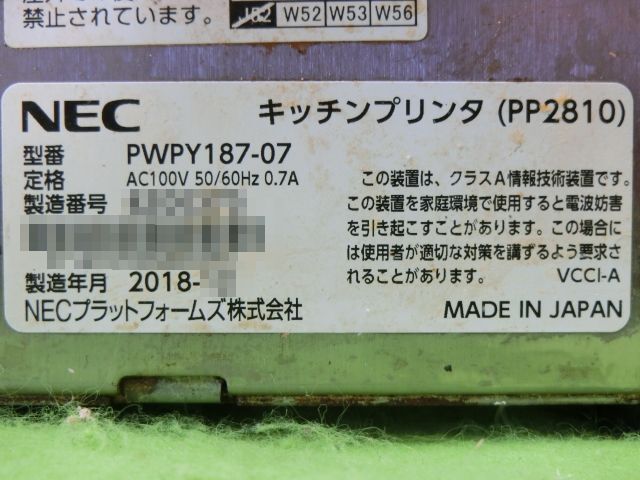 禁止されています。
J52 W52 W53 W56
NEC キッチンプリンタ (PP2810)
型番 PWPY187-07
定格 AC100V 50/60Hz 0.7A
製造番号
製造年月 2018-
NECプラットフォームズ株式会社
この装置は、クラスA情報技術装置です。
この装置を家庭環境で使用すると電波妨害
を引き起こすことがあります。この場合に
は使用者が適切な対策を講ずるよう要求さ
れることがあります。 VCCI-A
MADE IN JAPAN